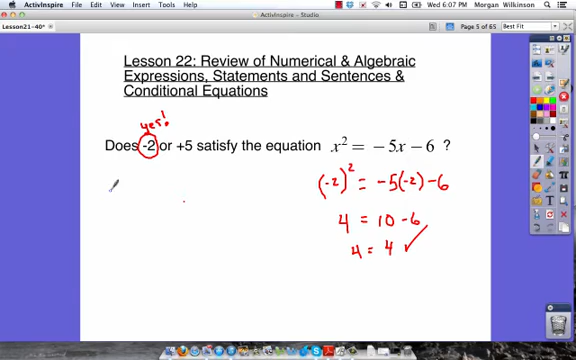 ActivInspire File Edit View Insert Tools Help
Wed 6:07 PM Morgan Wilkinson
ActivInspire – Studio
Lesson21-40*
Page 5 of 65
Best Fit
Lesson 22: Review of Numerical & Algebraic
Expressions, Statements and Sentences &
Conditional Equations
yes!
Does -2 or +5 satisfy the equation x² = −5x − 6 ?
(-2)² = -5(-2) -6
4 = 10 -6
4 = 4 ✓